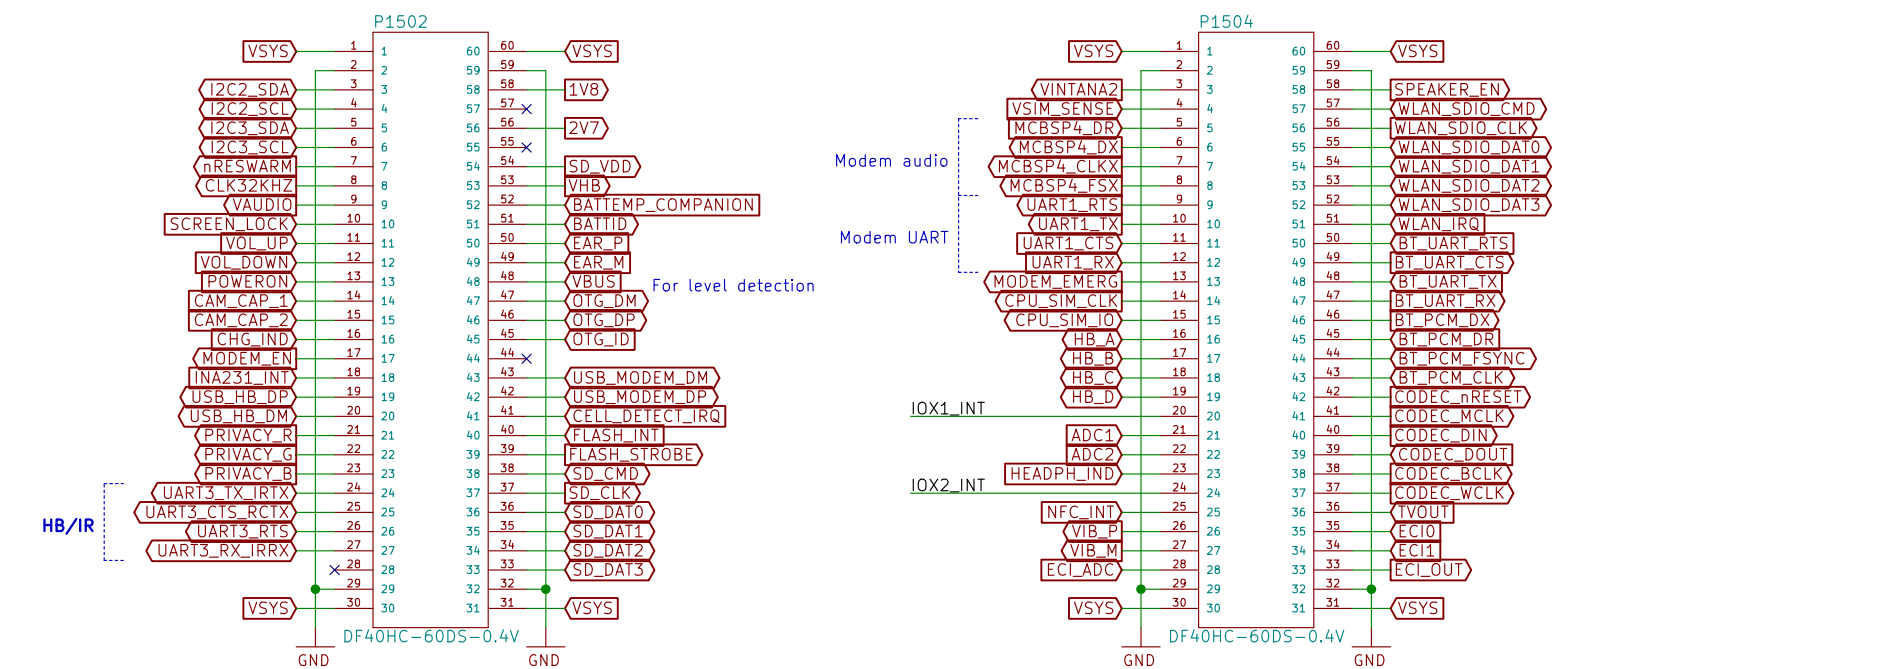 P1502
VSYS 1 1 60 60 VSYS
2 2 59 59
I2C2_SDA 3 3 58 58 1V8
I2C2_SCL 4 4 57 57
I2C3_SDA 5 5 56 56 2V7
I2C3_SCL 6 6 55 55
nRESWARM 7 7 54 54 SD_VDD
CLK32KHZ 8 8 53 53 VHB
VAUDIO 9 9 52 52 BATTEMP_COMPANION
SCREEN_LOCK 10 10 51 51 BATTID
VOL_UP 11 11 50 50 EAR_P
VOL_DOWN 12 12 49 49 EAR_M
POWERON 13 13 48 48 VBUS For level detection
CAM_CAP_1 14 14 47 47 OTG_DM
CAM_CAP_2 15 15 46 46 OTG_DP
CHG_IND 16 16 45 45 OTG_ID
MODEM_EN 17 17 44 44
INA231_INT 18 18 43 43 USB_MODEM_DM
USB_HB_DP 19 19 42 42 USB_MODEM_DP
USB_HB_DM 20 20 41 41 CELL_DETECT_IRQ
PRIVACY_R 21 21 40 40 FLASH_INT
PRIVACY_G 22 22 39 39 FLASH_STROBE
PRIVACY_B 23 23 38 38 SD_CMD
UART3_TX_IRTX 24 24 37 37 SD_CLK
UART3_CTS_RCTX 25 25 36 36 SD_DAT0
HB/IR
UART3_RTS 26 26 35 35 SD_DAT1
UART3_RX_IRRX 27 27 34 34 SD_DAT2
28 28 33 33 SD_DAT3
29 29 32 32
VSYS 30 30 31 31 VSYS
DF40HC-60DS-0.4V
GND GND
P1504
VSYS 1 1 60 60 VSYS
2 2 59 59
VINTANA2 3 3 58 58 SPEAKER_EN
VSIM_SENSE 4 4 57 57 WLAN_SDIO_CMD
MCBSP4_DR 5 5 56 56 WLAN_SDIO_CLK
MCBSP4_DX 6 6 55 55 WLAN_SDIO_DAT0
Modem audio
MCBSP4_CLKX 7 7 54 54 WLAN_SDIO_DAT1
MCBSP4_FSX 8 8 53 53 WLAN_SDIO_DAT2
UART1_RTS 9 9 52 52 WLAN_SDIO_DAT3
UART1_TX 10 10 51 51 WLAN_IRQ
Modem UART
UART1_CTS 11 11 50 50 BT_UART_RTS
UART1_RX 12 12 49 49 BT_UART_CTS
MODEM_EMERG 13 13 48 48 BT_UART_TX
CPU_SIM_CLK 14 14 47 47 BT_UART_RX
CPU_SIM_IO 15 15 46 46 BT_PCM_DX
HB_A 16 16 45 45 BT_PCM_DR
HB_B 17 17 44 44 BT_PCM_FSYNC
HB_C 18 18 43 43 BT_PCM_CLK
HB_D 19 19 42 42 CODEC_nRESET
IOX1_INT 20 20 41 41 CODEC_MCLK
ADC1 21 21 40 40 CODEC_DIN
ADC2 22 22 39 39 CODEC_DOUT
HEADPH_IND 23 23 38 38 CODEC_BCLK
IOX2_INT 24 24 37 37 CODEC_WCLK
NFC_INT 25 25 36 36 TVOUT
VIB_P 26 26 35 35 ECI0
VIB_M 27 27 34 34 ECI1
ECI_ADC 28 28 33 33 ECI_OUT
29 29 32 32
VSYS 30 30 31 31 VSYS
DF40HC-60DS-0.4V
GND GND